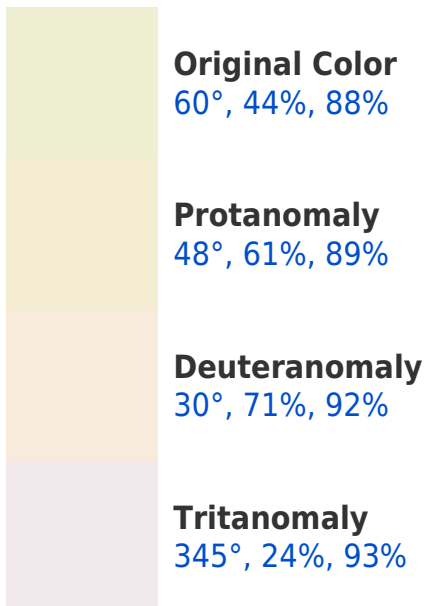 Original Color
60°, 44%, 88%
Protanomaly
48°, 61%, 89%
Deuteranomaly
30°, 71%, 92%
Tritanomaly
345°, 24%, 93%